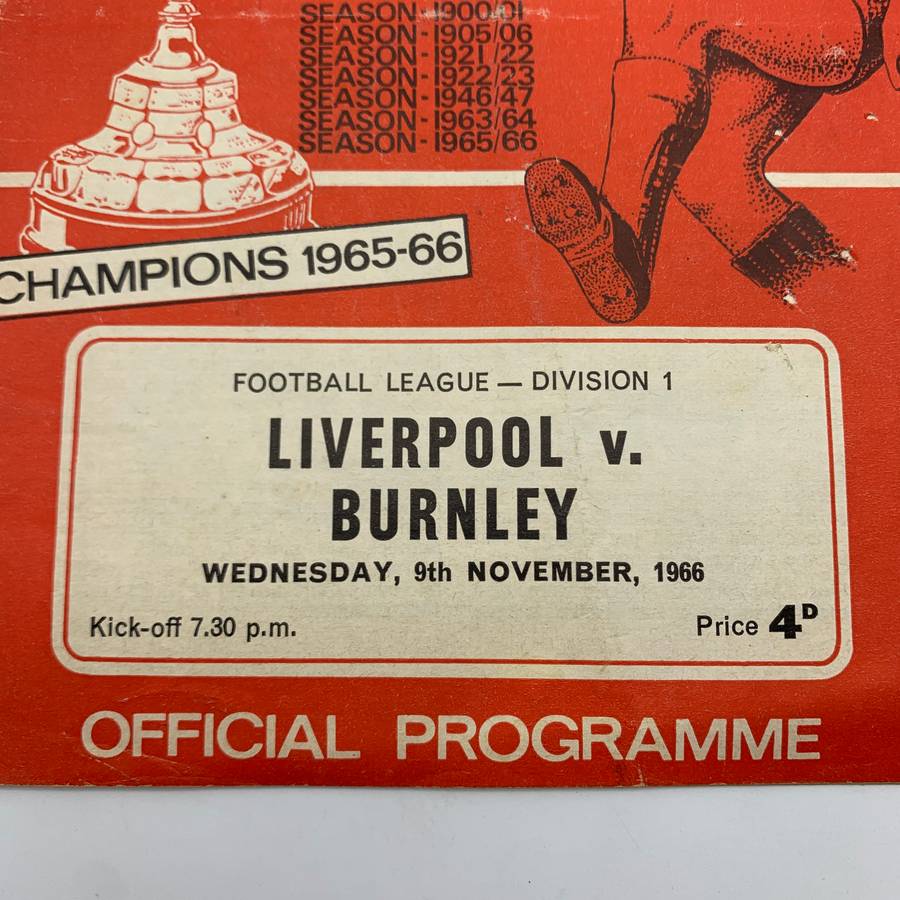 SEASON - 1900/01
SEASON - 1905/06
SEASON - 1921/22
SEASON - 1922/23
SEASON - 1946/47
SEASON - 1963/64
SEASON - 1965/66
CHAMPIONS 1965-66
FOOTBALL LEAGUE — DIVISION 1
LIVERPOOL v.
BURNLEY
WEDNESDAY, 9th NOVEMBER, 1966
Kick-off 7.30 p.m.
Price 4D
OFFICIAL PROGRAMME